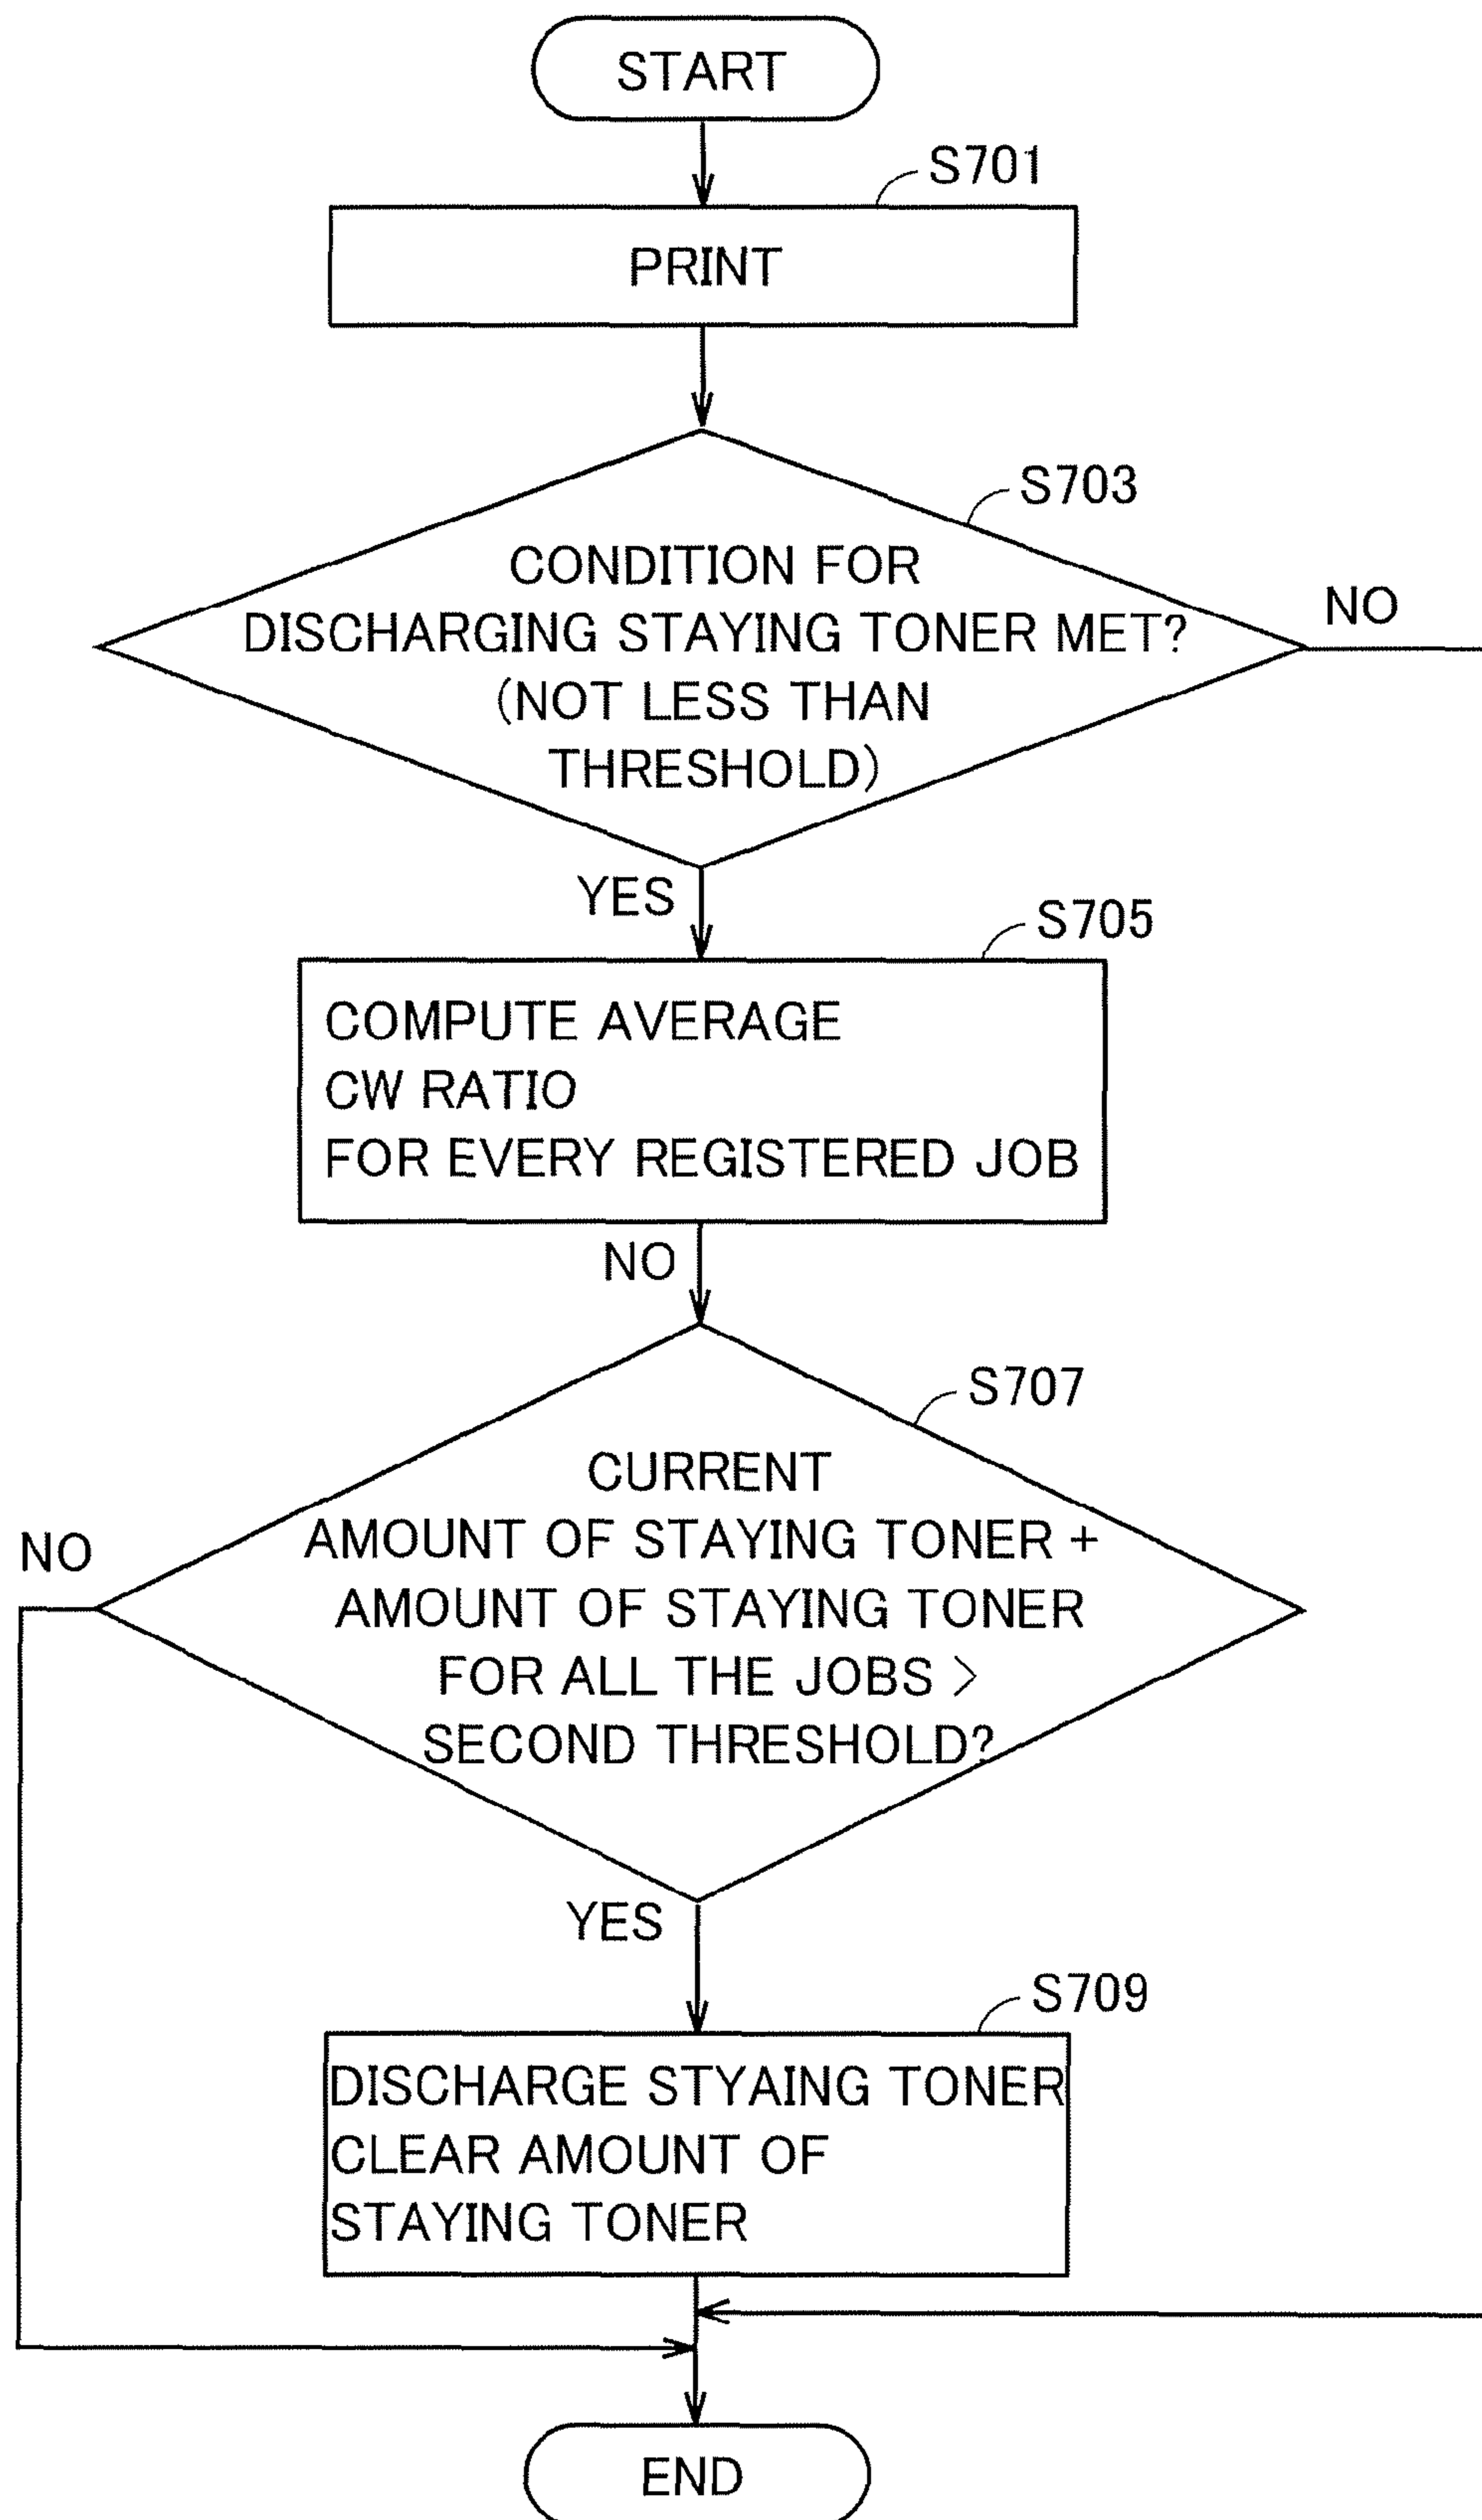 START
S701
PRINT
S703
CONDITION FOR
DISCHARGING STAYING TONER MET?
(NOT LESS THAN
THRESHOLD)
NO
YES
S705
COMPUTE AVERAGE
CW RATIO
FOR EVERY REGISTERED JOB
NO
S707
CURRENT
AMOUNT OF STAYING TONER +
AMOUNT OF STAYING TONER
FOR ALL THE JOBS >
SECOND THRESHOLD?
NO
YES
S709
DISCHARGE STYAING TONER
CLEAR AMOUNT OF
STAYING TONER
END